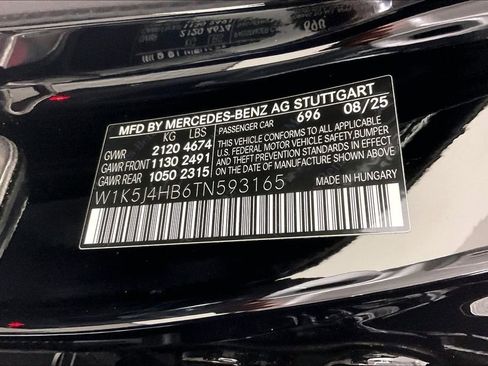 MFD BY MERCEDES-BENZ AG STUTTGART
KG LBS PASSENGER CAR 696 08/25
GVWR 2120 4674
GAWR FRONT 1130 2491
GAWR REAR 1050 2315
THIS VEHICLE CONFORMS TO ALL APPLICABLE
U.S. FEDERAL MOTOR VEHICLE SAFETY, BUMPER
AND THEFT PREVENTION STANDARDS IN EFFECT ON
THE DATE OF MANUFACTURE SHOWN ABOVE.
W1K5J4HB6TN593165
MADE IN HUNGARY